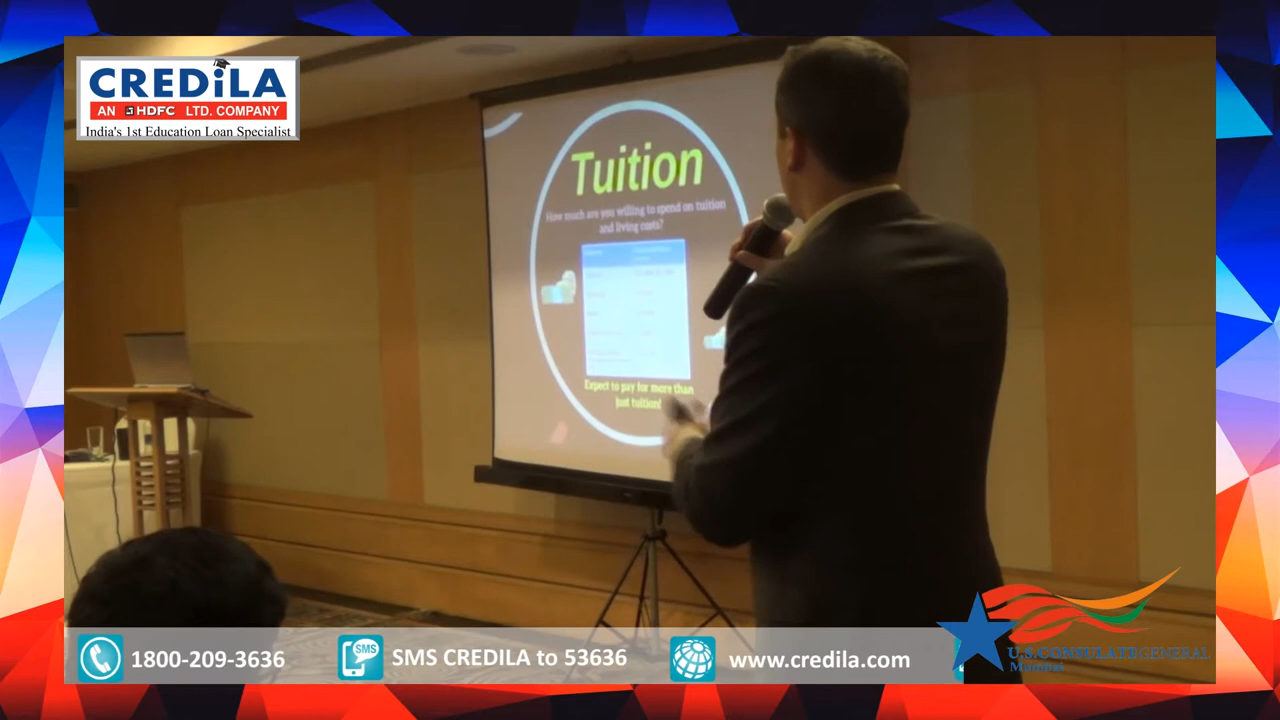 CREDiLA
AN HDFC LTD. COMPANY
India's 1st Education Loan Specialist
Tuition
How much are you willing to spend on tuition
and living costs?
Expect to pay for more than
just tuition!
1800-209-3636
SMS
SMS CREDILA to 53636
www.credila.com
U.S.CONSULATE GENERAL
Mumbai